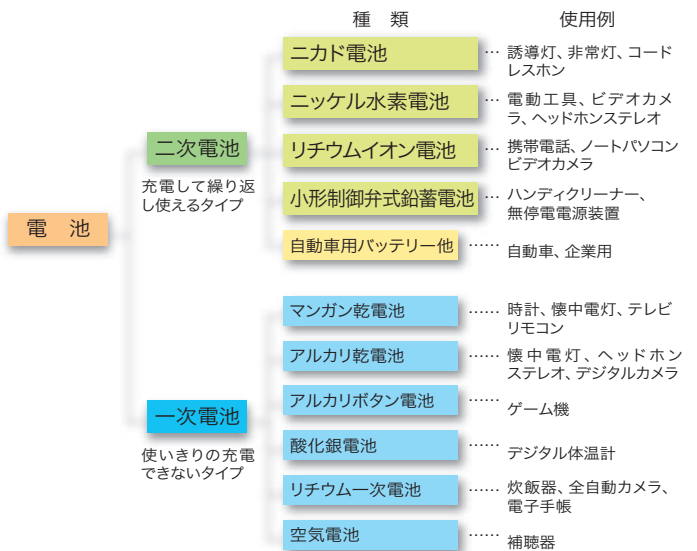 種　類　使用例
ニカド電池 … 誘導灯、非常灯、コード
レスホン
ニッケル水素電池 … 電動工具、ビデオカメ
ラ、ヘッドホンステレオ
二次電池
充電して繰り返
し使えるタイプ
リチウムイオン電池 … 携帯電話、ノートパソコン
ビデオカメラ
小形制御弁式鉛蓄電池 … ハンディクリーナー、
無停電電源装置
電　池
自動車用バッテリー他 …… 自動車、企業用
マンガン乾電池 …… 時計、懐中電灯、テレビ
リモコン
アルカリ乾電池 …… 懐中電灯、ヘッドホン
ステレオ、デジタルカメラ
一次電池
使いきりの充電
できないタイプ
アルカリボタン電池 …… ゲーム機
酸化銀電池 …… デジタル体温計
リチウム一次電池 …… 炊飯器、全自動カメラ、
電子手帳
空気電池 …… 補聴器